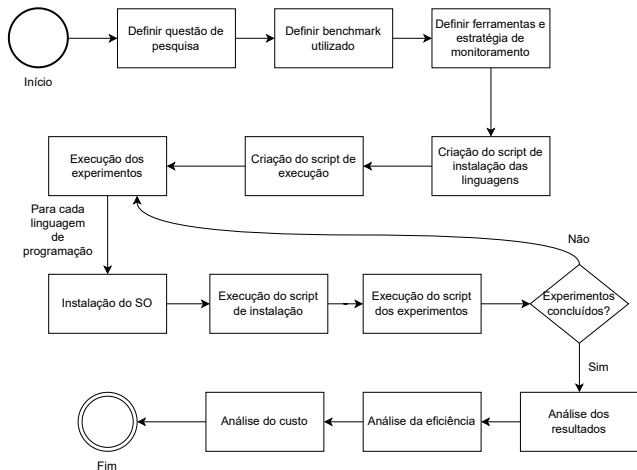 Início
Definir questão de
pesquisa
Definir benchmark
utilizado
Definir ferramentas e
estratégia de
monitoramento
Criação do script de
instalação das
linguagens
Criação do script de
execução
Execução dos
experimentos
Para cada
linguagem
de
programação
Instalação do SO
Execução do script
de instalação
Execução do script
dos experimentos
Experimentos
concluídos?
Não
Sim
Análise dos
resultados
Análise da eficiência
Análise do custo
Fim